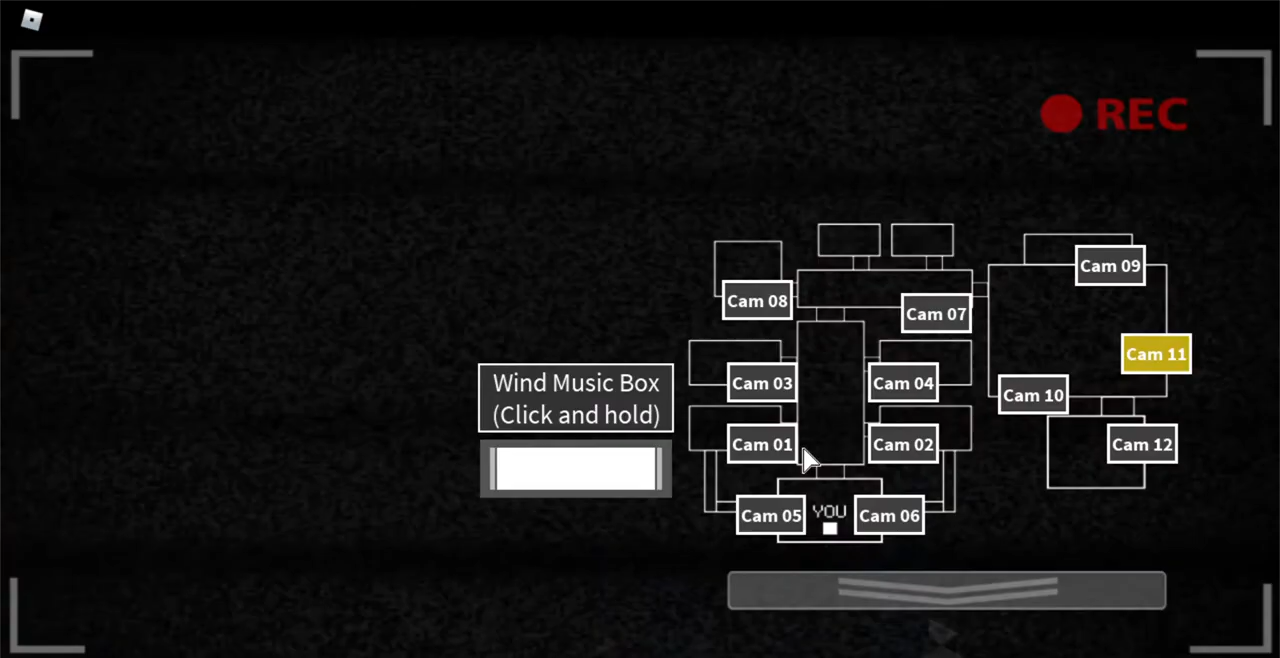 REC
Cam 09
Cam 08
Cam 07
Cam 11
Wind Music Box
(Click and hold)
Cam 03
Cam 04
Cam 10
Cam 01
Cam 02
Cam 12
Cam 05
YOU
Cam 06